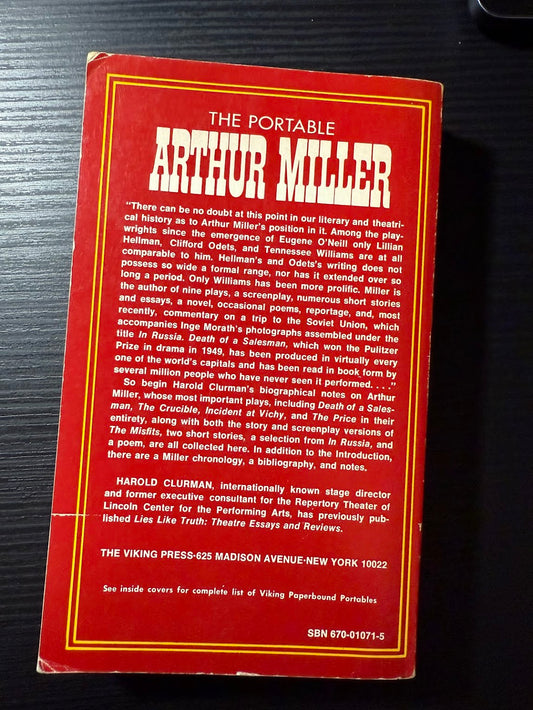 THE PORTABLE
ARTHUR MILLER
"There can be no doubt at this point in our literary and theatri-
cal history as to Arthur Miller's position in it. Among the play-
wrights since the emergence of Eugene O'Neill only Lillian
Hellman, Clifford Odets, and Tennessee Williams are at all
comparable to him. Hellman's and Odets's writing does not
possess so wide a formal range, nor has it extended over so
long a period. Only Williams has been more prolific. Miller is
the author of nine plays, a screenplay, numerous short stories
and essays, a novel, occasional poems, reportage, and, most
recently, commentary on a trip to the Soviet Union, which
accompanies Inge Morath's photographs assembled under the
title In Russia. Death of a Salesman, which won the Pulitzer
Prize in drama in 1949, has been produced in virtually every
one of the world's capitals and has been read in book form by
several million people who have never seen it performed. . . ."
So begin Harold Clurman's biographical notes on Arthur
Miller, whose most important plays, including Death of a Sales-
man, The Crucible, Incident at Vichy, and The Price in their
entirety, along with both the story and screenplay versions of
The Misfits, two short stories, a selection from In Russia, and
a poem, are all collected here. In addition to the Introduction,
there are a Miller chronology, a bibliography, and notes.
HAROLD CLURMAN, internationally known stage director
and former executive consultant for the Repertory Theater of
Lincoln Center for the Performing Arts, has previously pub-
lished Lies Like Truth: Theatre Essays and Reviews.
THE VIKING PRESS·625 MADISON AVENUE·NEW YORK 10022
See inside covers for complete list of Viking Paperbound Portables
SBN 670-01071-5